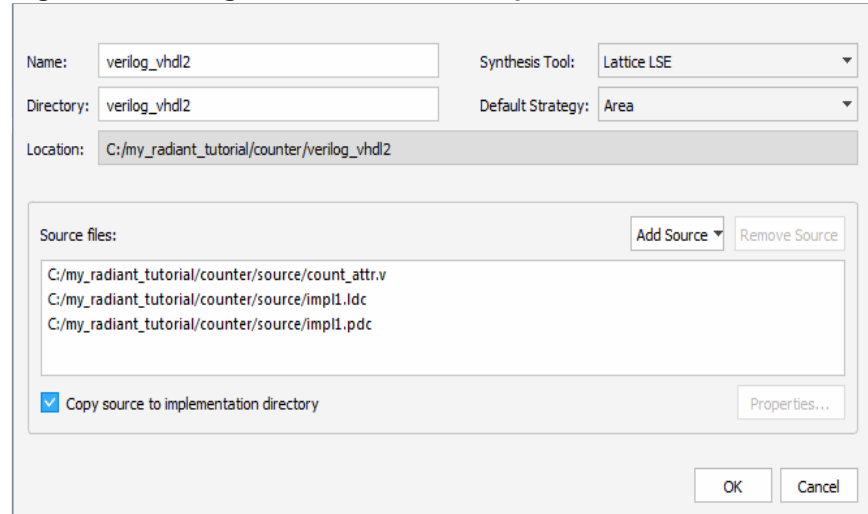 Name: verilog_vhdl2 Synthesis Tool: Lattice LSE
Directory: verilog_vhdl2 Default Strategy: Area
Location: C:/my_radiant_tutorial/counter/verilog_vhdl2
Source files: Add Source Remove Source
C:/my_radiant_tutorial/counter/source/count_attr.v
C:/my_radiant_tutorial/counter/source/impl1.ldc
C:/my_radiant_tutorial/counter/source/impl1.pdc
Copy source to implementation directory Properties...
OK Cancel